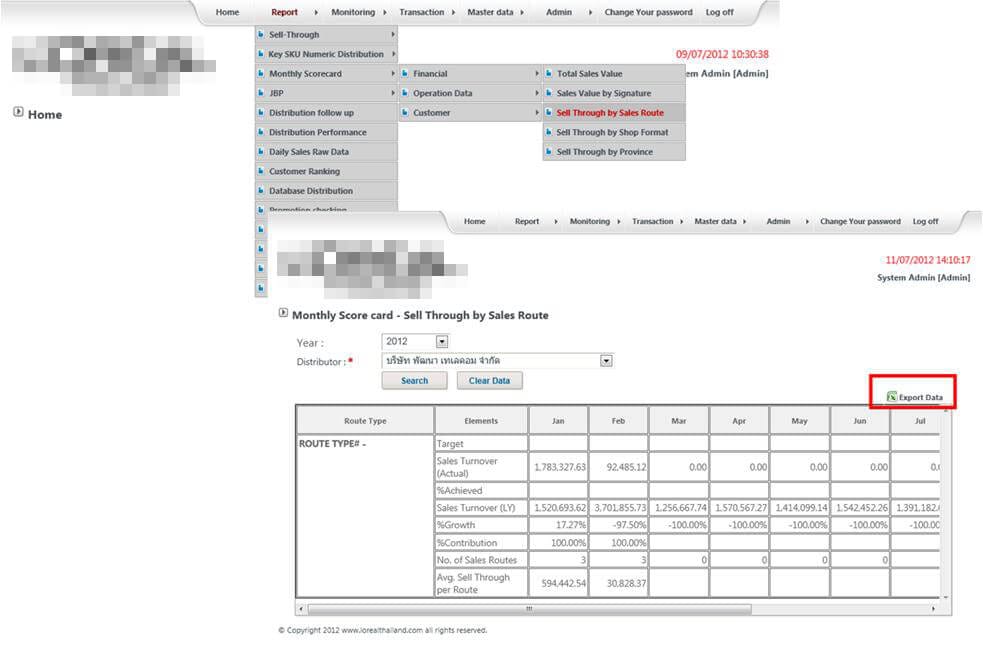 Home Report Monitoring Transaction Master data Admin Change Your password Log off
09/07/2012 10:30:38
em Admin [Admin]
Home
Sell-Through
Key SKU Numeric Distribution
Monthly Scorecard
JBP
Distribution follow up
Distribution Performance
Daily Sales Raw Data
Customer Ranking
Database Distribution
Promotion checking
Financial
Operation Data
Customer
Total Sales Value
Sales Value by Signature
Sell Through by Sales Route
Sell Through by Shop Format
Sell Through by Province
Home Report Monitoring Transaction Master data Admin Change Your password Log off
11/07/2012 14:10:17
System Admin [Admin]
Monthly Score card - Sell Through by Sales Route
Year : 2012
Distributor : * บริษัท พัฒนา เทเลคอม จำกัด
Search Clear Data
Export Data
Route Type Elements Jan Feb Mar Apr May Jun Jul
ROUTE TYPE# - Target
Sales Turnover
(Actual) 1,783,327.63 92,485.12 0.00 0.00 0.00 0.00 0.0
%Achieved
Sales Turnover (LY) 1,520,693.62 3,701,855.73 1,256,667.74 1,570,567.27 1,414,099.14 1,542,452.26 1,391,182.
%Growth 17.27% -97.50% -100.00% -100.00% -100.00% -100.00% -100.00
%Contribution 100.00% 100.00%
No. of Sales Routes 3 3 0 0 0 0
Avg. Sell Through
per Route 594,442.54 30,828.37
© Copyright 2012 www.lorealthailand.com all rights reserved.